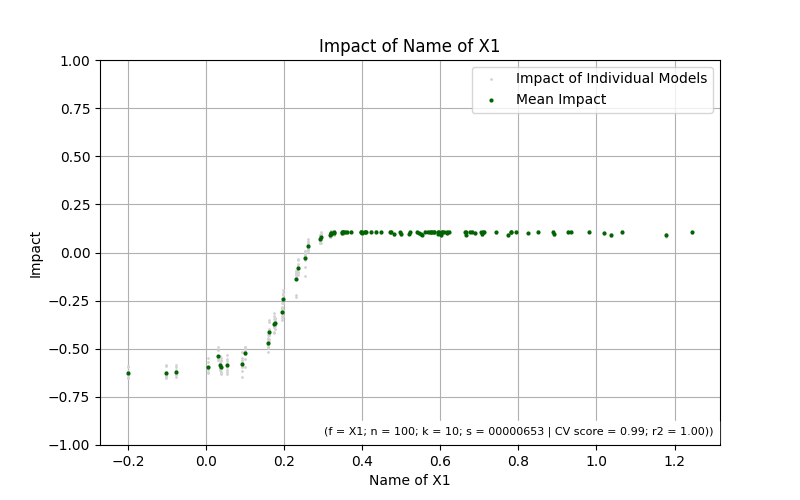 Impact of Name of X1
1.00
0.75
0.50
0.25
0.00
−0.25
−0.50
−0.75
−1.00
Impact
Impact of Individual Models
Mean Impact
(f = X1; n = 100; k = 10; s = 00000653 | CV score = 0.99; r2 = 1.00))
−0.2 0.0 0.2 0.4 0.6 0.8 1.0 1.2
Name of X1